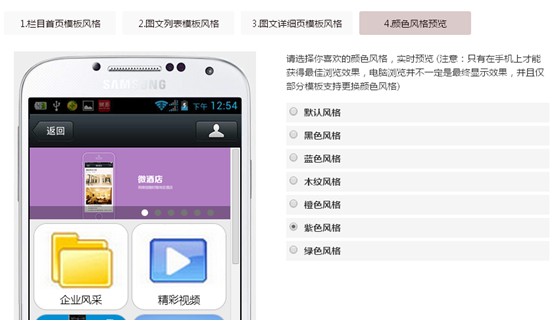 1.栏目首页模板风格
2.图文列表模板风格
3.图文详细页模板风格
4.颜色风格预览
SAMSUNG
下午 12:54
返回
微酒店
企业风采
精彩视频
请选择你喜欢的颜色风格，实时预览 (注意：只有在手机上才能
获得最佳浏览效果，电脑浏览并不一定是最终显示效果，并且仅
部分模板支持更换颜色风格)
默认风格
黑色风格
蓝色风格
木纹风格
橙色风格
紫色风格
绿色风格